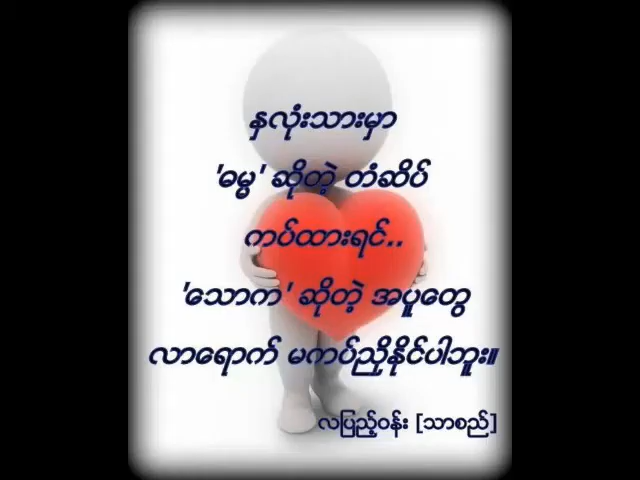 နှလုံးသားမှာ
'ဓမ္မ' ဆိုတဲ့ တံဆိပ်
ကပ်ထားရင်..
'သောက' ဆိုတဲ့ အပူတွေ
လာရောက် မကပ်ညှိနိုင်ပါဘူး။
လပြည့်ဝန်း [သာစည်]